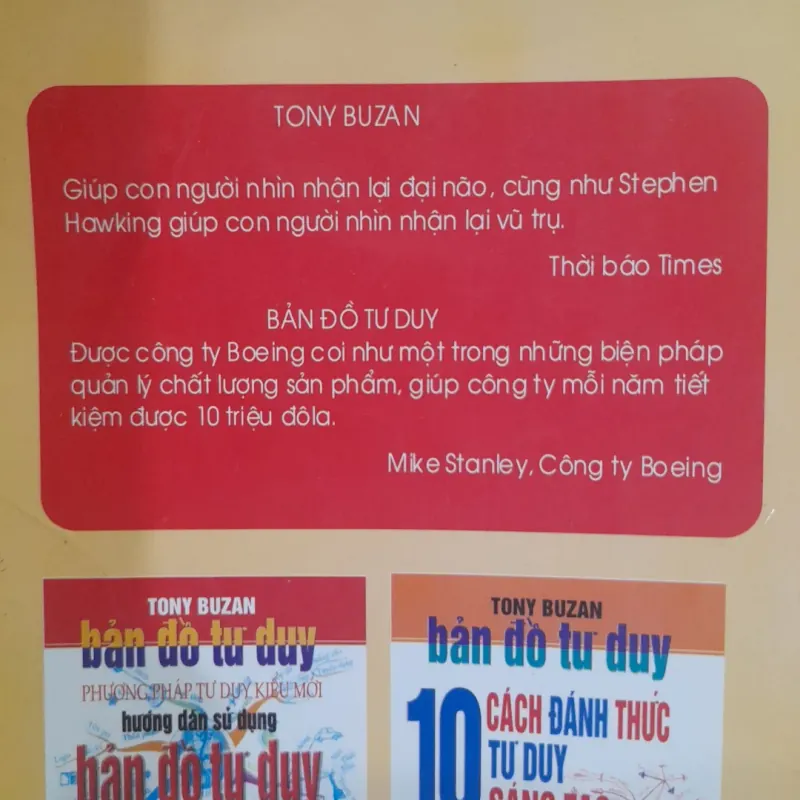 TONY BUZAN
Giúp con người nhìn nhận lại đại não, cũng như Stephen
Hawking giúp con người nhìn nhận lại vũ trụ.
Thời báo Times
BẢN ĐỒ TƯ DUY
Được công ty Boeing coi như một trong những biện pháp
quản lý chất lượng sản phẩm, giúp công ty mỗi năm tiết
kiệm được 10 triệu đôla.
Mike Stanley, Công ty Boeing
TONY BUZAN
bản đồ tư duy
PHƯƠNG PHÁP TƯ DUY KIỂU MỚI
hướng dẫn sử dụng
bản đồ tư duy
TONY BUZAN
bản đồ tư duy
10 CÁCH ĐÁNH THỨC
TƯ DUY